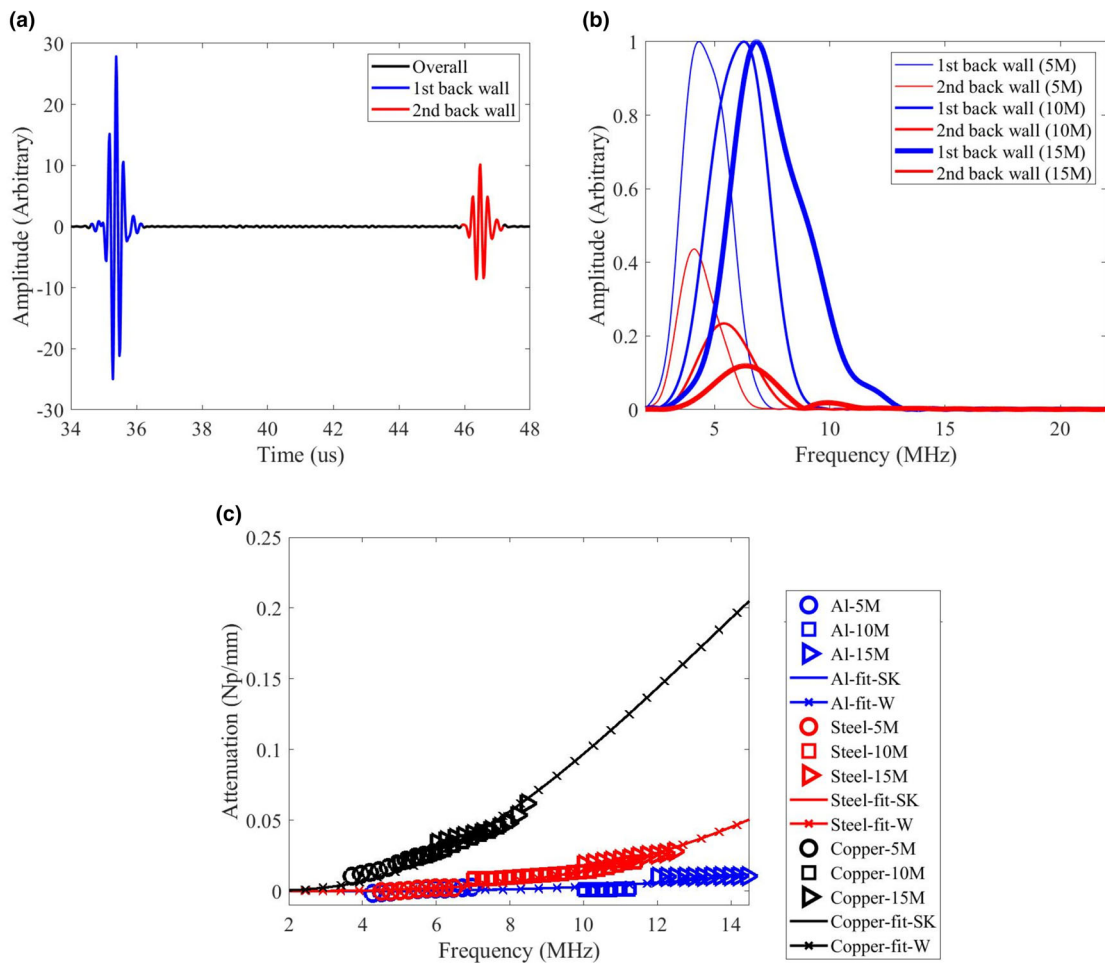 (a)
30
20
10
0
-10
-20
-30
Amplitude (Arbitrary)
34 36 38 40 42 44 46 48
Time (us)
Overall
1st back wall
2nd back wall
(b)
1
0.8
0.6
0.4
0.2
0
Amplitude (Arbitrary)
5 10 15 20
Frequency (MHz)
1st back wall (5M)
2nd back wall (5M)
1st back wall (10M)
2nd back wall (10M)
1st back wall (15M)
2nd back wall (15M)
(c)
0.25
0.2
0.15
0.1
0.05
0
Attenuation (Np/mm)
2 4 6 8 10 12 14
Frequency (MHz)
Al-5M
Al-10M
Al-15M
Al-fit-SK
Al-fit-W
Steel-5M
Steel-10M
Steel-15M
Steel-fit-SK
Steel-fit-W
Copper-5M
Copper-10M
Copper-15M
Copper-fit-SK
Copper-fit-W